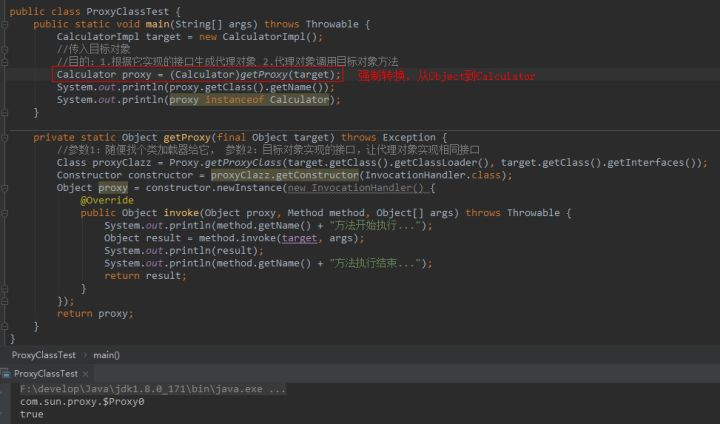 public class ProxyClassTest {
public static void main(String[] args) throws Throwable {
CalculatorImpl target = new CalculatorImpl();
//传入目标对象
//目的：1.根据它实现的接口生成代理对象 2.代理对象调用目标对象方法
Calculator proxy = (Calculator)getProxy(target); 强制转换，从Object到Calculator
System.out.println(proxy.getClass().getName());
System.out.println(proxy instanceof Calculator);
}
private static Object getProxy(final Object target) throws Exception {
//参数1：随便找个类加载器给它， 参数2：目标对象实现的接口，让代理对象实现相同接口
Class proxyClazz = Proxy.getProxyClass(target.getClass().getClassLoader(), target.getClass().getInterfaces());
Constructor constructor = proxyClazz.getConstructor(InvocationHandler.class);
Object proxy = constructor.newInstance(new InvocationHandler() {
@Override
public Object invoke(Object proxy, Method method, Object[] args) throws Throwable {
System.out.println(method.getName() + "方法开始执行...");
Object result = method.invoke(target, args);
System.out.println(result);
System.out.println(method.getName() + "方法执行结束...");
return result;
}
});
return proxy;
}
}
ProxyClassTest › main()
ProxyClassTest ×
F:\develop\Java\jdk1.8.0_171\bin\java.exe ...
com.sun.proxy.$Proxy0
true